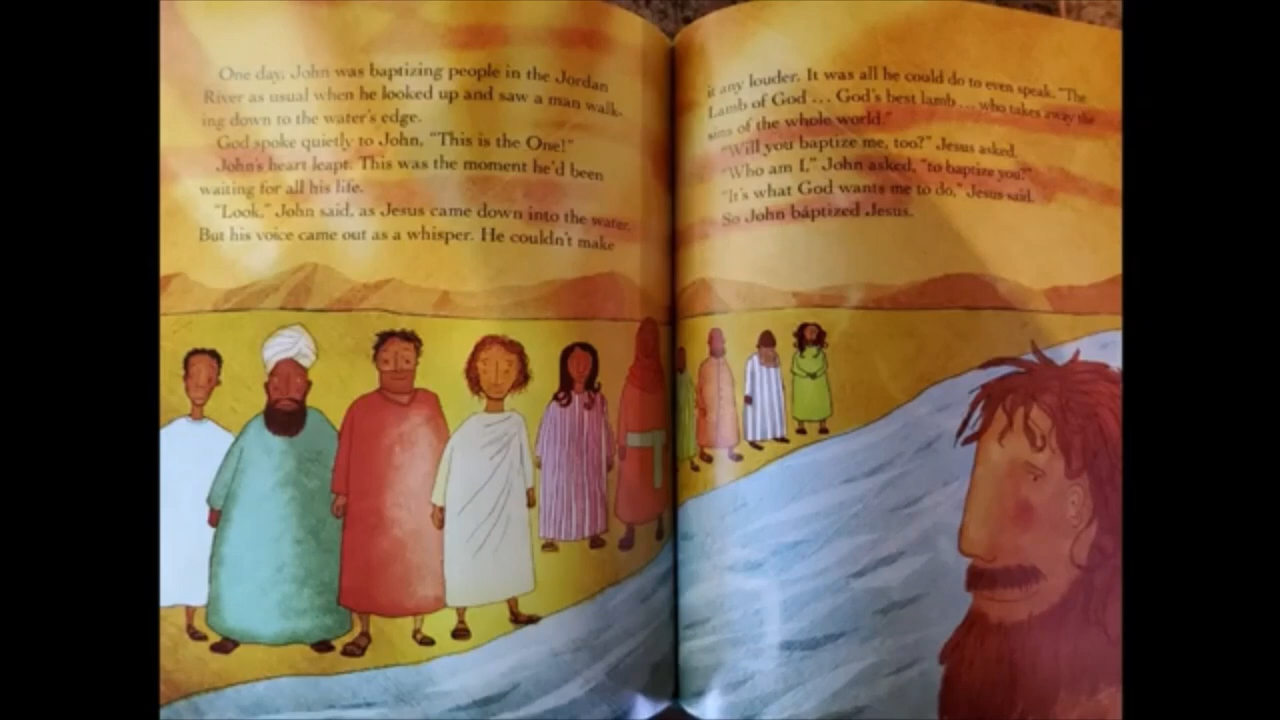 One day, John was baptizing people in the Jordan
River as usual when he looked up and saw a man walk-
ing down to the water's edge.
God spoke quietly to John, "This is the One!"
John's heart leapt. This was the moment he'd been
waiting for all his life.
"Look," John said, as Jesus came down into the water.
But his voice came out as a whisper. He couldn't make
it any louder. It was all he could do to even speak. "The
Lamb of God ... God's best lamb ... who takes away the
sins of the whole world."
"Will you baptize me, too?" Jesus asked.
"Who am I," John asked, "to baptize you?"
"It's what God wants me to do," Jesus said.
So John baptized Jesus.